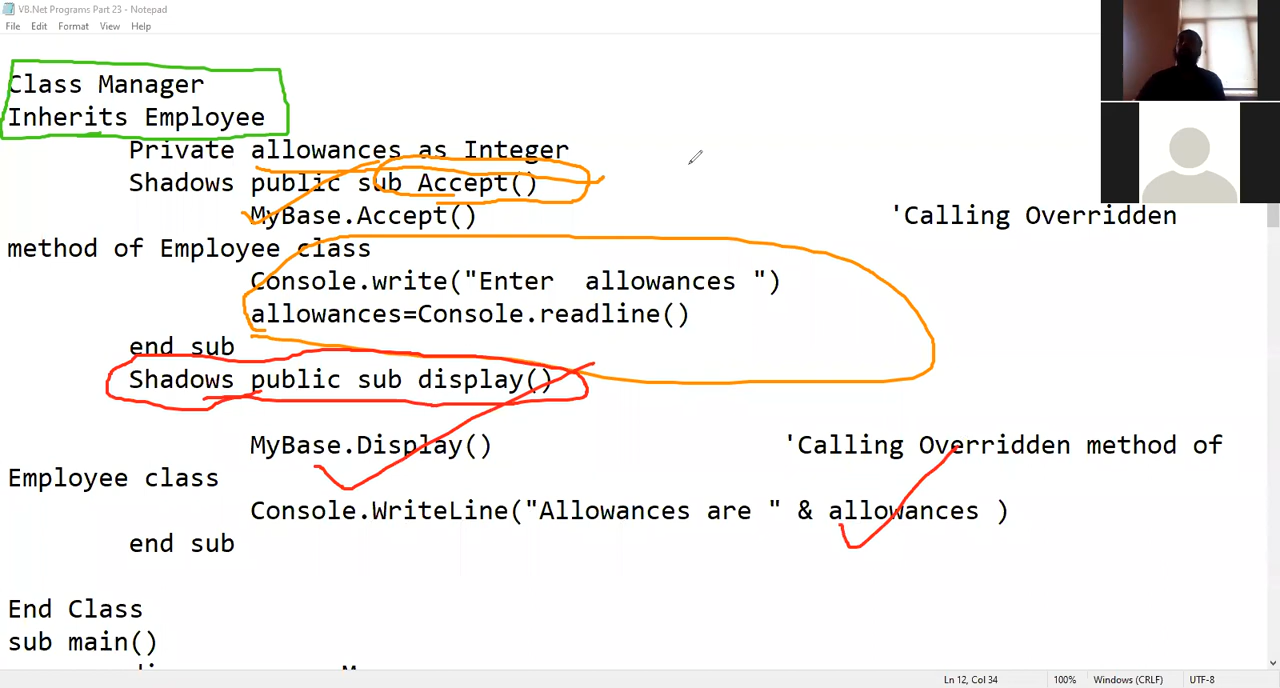 VB.Net Programs Part 23 - Notepad
File Edit Format View Help
Class Manager
Inherits Employee
Private allowances as Integer
Shadows public sub Accept()
MyBase.Accept() 'Calling Overridden
method of Employee class
Console.write("Enter  allowances ")
allowances=Console.readline()
end sub
Shadows public sub display()
MyBase.Display() 'Calling Overridden method of
Employee class
Console.WriteLine("Allowances are " & allowances )
end sub
End Class
sub main()
Ln 12, Col 34 100% Windows (CRLF) UTF-8